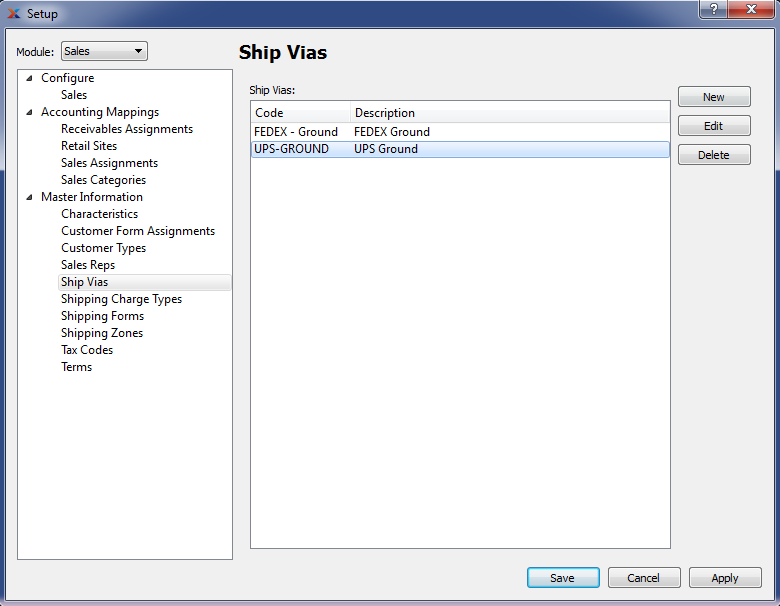 Setup
?
Module: Sales
Ship Vias
Configure
Sales
Accounting Mappings
Receivables Assignments
Retail Sites
Sales Assignments
Sales Categories
Master Information
Characteristics
Customer Form Assignments
Customer Types
Sales Reps
Ship Vias
Shipping Charge Types
Shipping Forms
Shipping Zones
Tax Codes
Terms
Ship Vias:
Code Description
FEDEX - Ground FEDEX Ground
UPS-GROUND UPS Ground
New
Edit
Delete
Save Cancel Apply